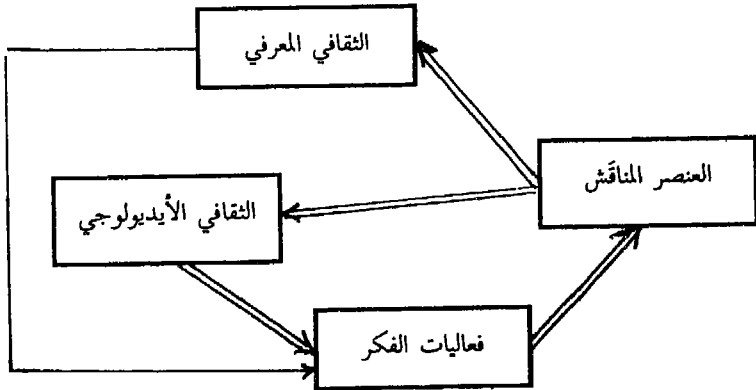 الثقافي المعرفي
العنصر المناقَش
الثقافي الأيديولوجي
فعاليات الفكر